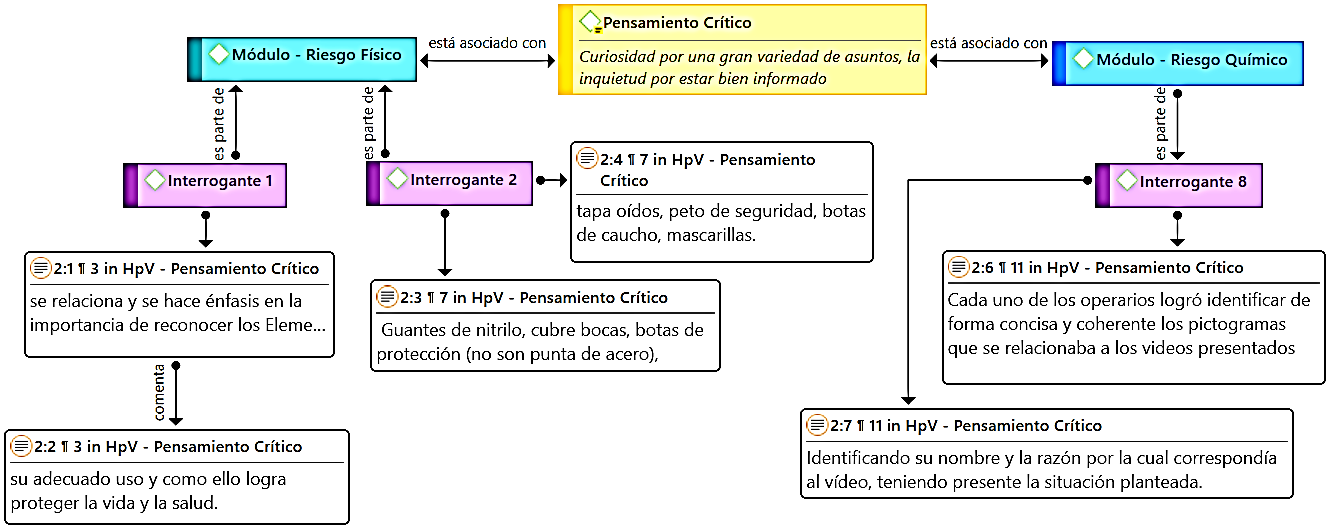 Pensamiento Crítico
Curiosidad por una gran variedad de asuntos, la
inquietud por estar bien informado
está asociado con
está asociado con
Módulo - Riesgo Físico
Módulo - Riesgo Químico
es parte de
es parte de
es parte de
Interrogante 1
Interrogante 2
Interrogante 8
2:4 ¶ 7 in HpV - Pensamiento
Crítico
tapa oídos, peto de seguridad, botas
de caucho, mascarillas.
2:1 ¶ 3 in HpV - Pensamiento Crítico
se relaciona y se hace énfasis en la
importancia de reconocer los Eleme...
2:3 ¶ 7 in HpV - Pensamiento Crítico
Guantes de nitrilo, cubre bocas, botas de
protección (no son punta de acero),
2:6 ¶ 11 in HpV - Pensamiento Crítico
Cada uno de los operarios logró identificar de
forma concisa y coherente los pictogramas
que se relacionaba a los videos presentados
comenta
2:2 ¶ 3 in HpV - Pensamiento Crítico
su adecuado uso y como ello logra
proteger la vida y la salud.
2:7 ¶ 11 in HpV - Pensamiento Crítico
Identificando su nombre y la razón por la cual correspondía
al vídeo, teniendo presente la situación planteada.